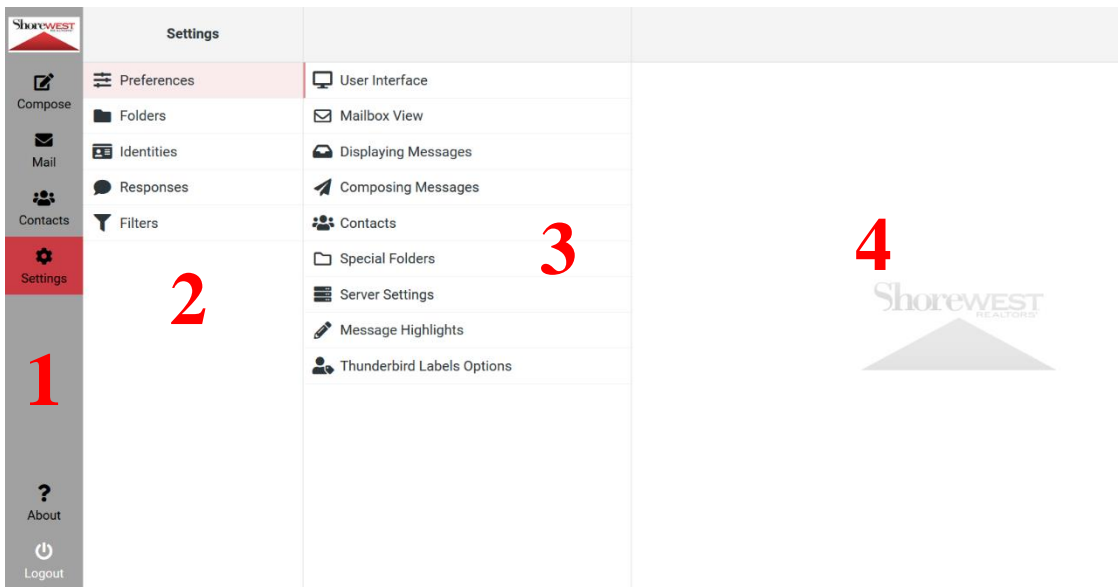 Shorewest
REALTORS
Settings
Compose
Mail
Contacts
Settings
1
About
Logout
Preferences
Folders
Identities
Responses
Filters
2
User Interface
Mailbox View
Displaying Messages
Composing Messages
Contacts
Special Folders
Server Settings
Message Highlights
Thunderbird Labels Options
3
4
Shorewest
REALTORS